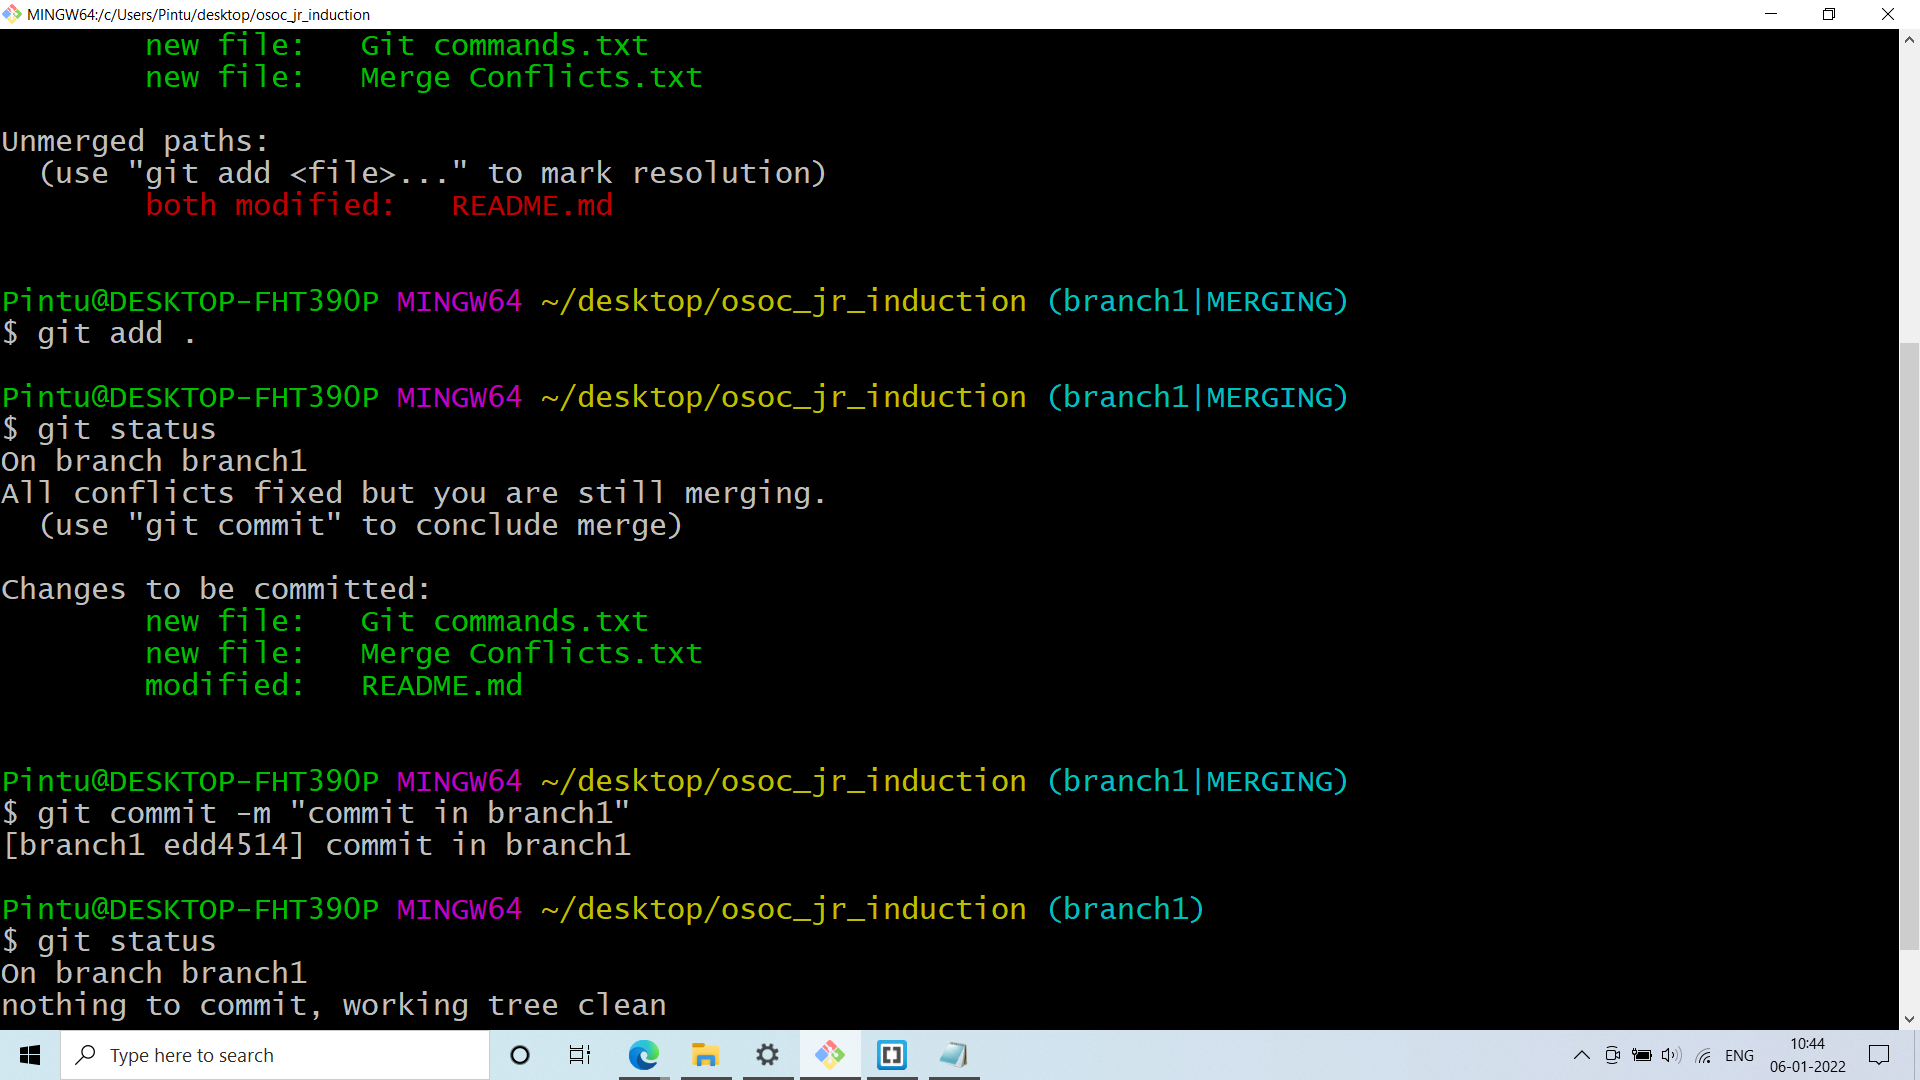 MINGW64:/c/Users/Pintu/desktop/osoc_jr_induction
new file:   Git commands.txt
new file:   Merge Conflicts.txt
Unmerged paths:
(use "git add <file>..." to mark resolution)
both modified:   README.md
Pintu@DESKTOP-FHT39OP MINGW64 ~/desktop/osoc_jr_induction (branch1|MERGING)
$ git add .
Pintu@DESKTOP-FHT39OP MINGW64 ~/desktop/osoc_jr_induction (branch1|MERGING)
$ git status
On branch branch1
All conflicts fixed but you are still merging.
(use "git commit" to conclude merge)
Changes to be committed:
new file:   Git commands.txt
new file:   Merge Conflicts.txt
modified:   README.md
Pintu@DESKTOP-FHT39OP MINGW64 ~/desktop/osoc_jr_induction (branch1|MERGING)
$ git commit -m "commit in branch1"
[branch1 edd4514] commit in branch1
Pintu@DESKTOP-FHT39OP MINGW64 ~/desktop/osoc_jr_induction (branch1)
$ git status
On branch branch1
nothing to commit, working tree clean
Type here to search
ENG
10:44
06-01-2022